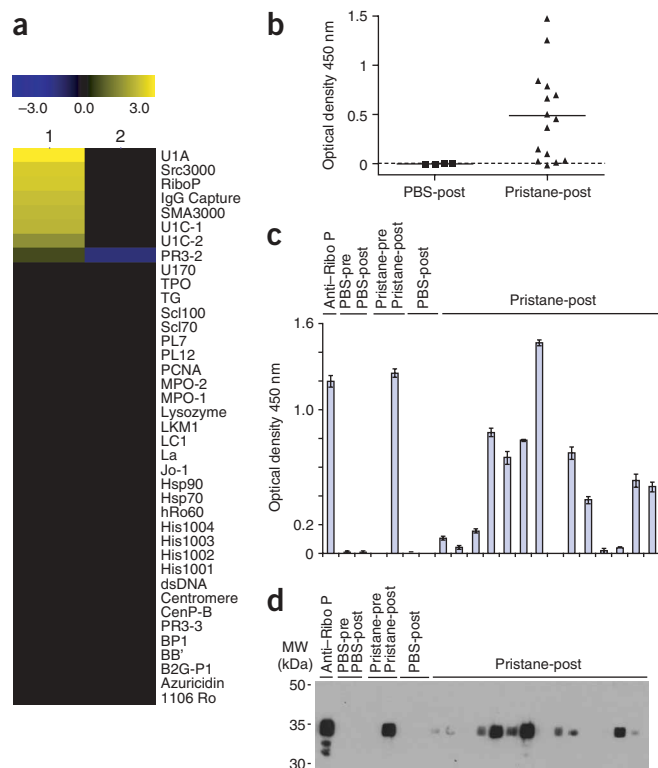 a
−3.0 0.0 3.0
1 2
U1A
Src3000
RiboP
IgG Capture
SMA3000
U1C-1
U1C-2
PR3-2
U170
TPO
TG
Scl100
Scl70
PL7
PL12
PCNA
MPO-2
MPO-1
Lysozyme
LKM1
LC1
La
Jo-1
Hsp90
Hsp70
hRo60
His1004
His1003
His1002
His1001
dsDNA
Centromere
CenP-B
PR3-3
BP1
BB'
B2G-P1
Azuricidin
1106 Ro
b
Optical density 450 nm
1.5
1
0.5
0
PBS-post Pristane-post
c
Anti–Ribo P
PBS-pre
PBS-post
Pristane-pre
Pristane-post
PBS-post
Pristane-post
Optical density 450 nm
1.6
1.0
0.2
0
d
Anti–Ribo P
PBS-pre
PBS-post
Pristane-pre
Pristane-post
PBS-post
Pristane-post
MW
(kDa)
50-
35-
30-